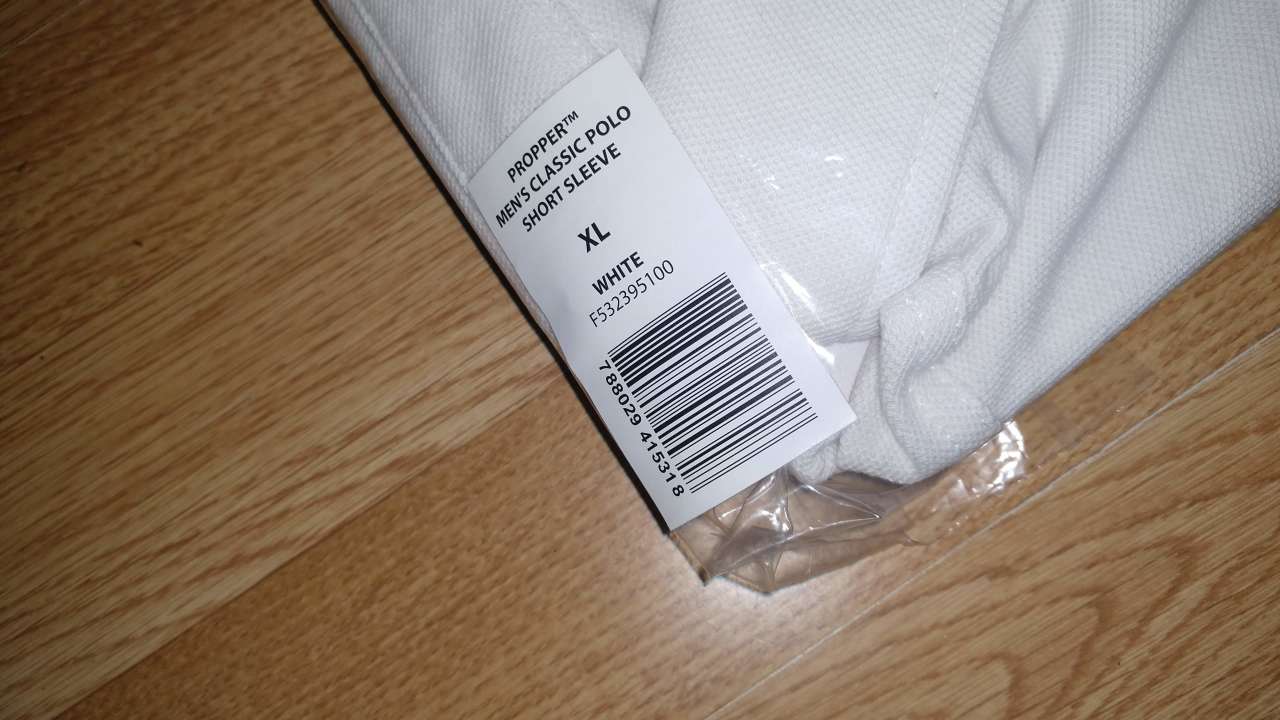 PROPPER™
MEN'S CLASSIC POLO
SHORT SLEEVE
XL
WHITE
F532395100
788029 415318